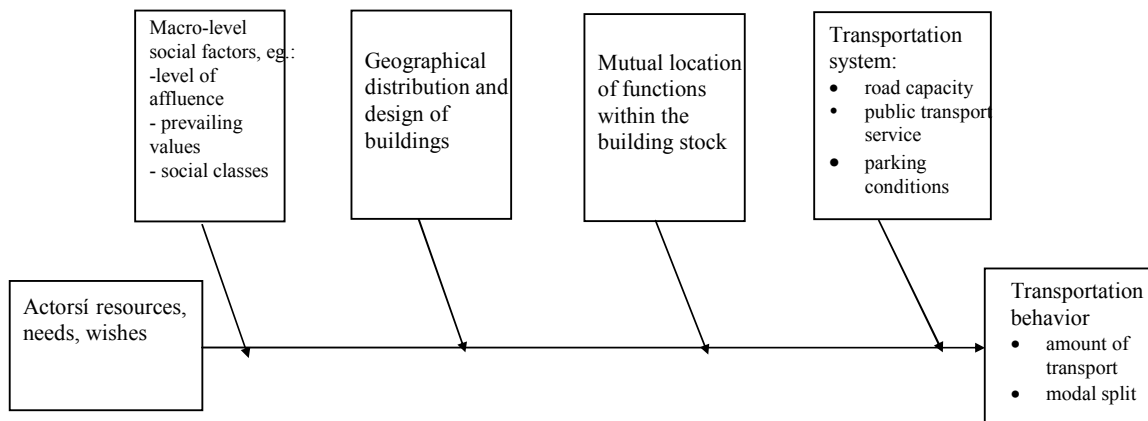 Macro-level
social factors, eg.:
-level of
affluence
- prevailing
values
- social classes
Geographical
distribution and
design of
buildings
Mutual location
of functions
within the
building stock
Transportation
system:
• road capacity
• public transport
service
• parking
conditions
Actorsí resources,
needs, wishes
Transportation
behavior
• amount of
transport
• modal split